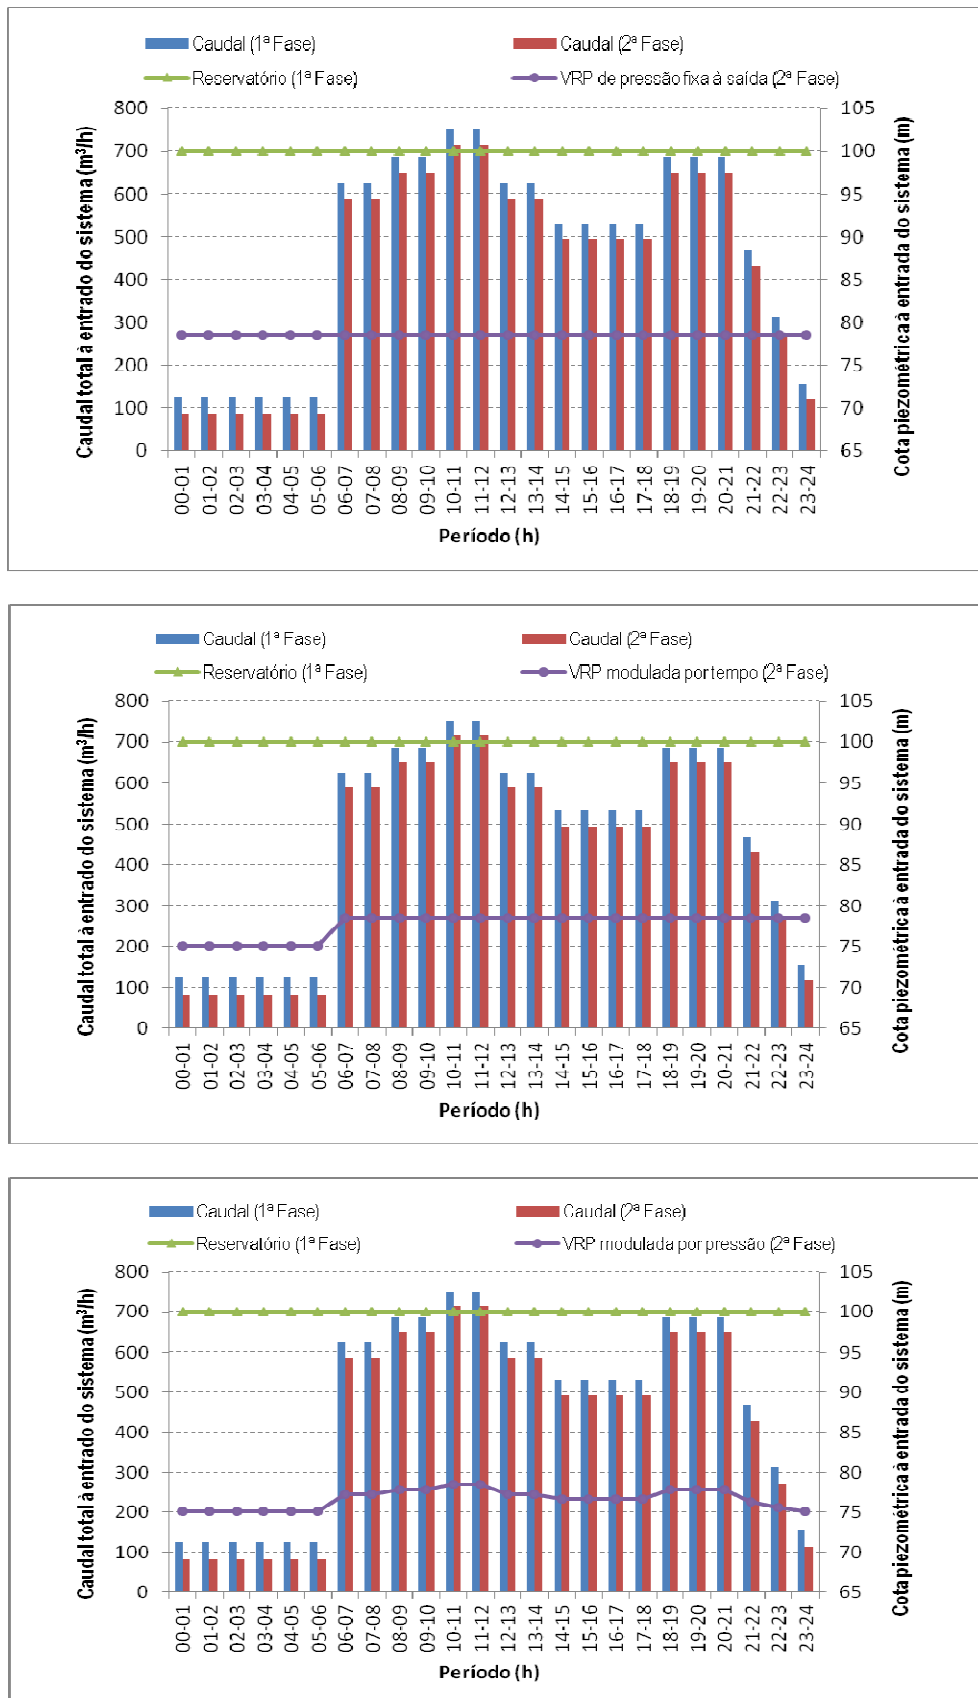 Caudal (1ª Fase)
Caudal (2ª Fase)
Reservatório (1ª Fase)
VRP de pressão fixa à saída (2ª Fase)
Caudal total à entrado do sistema (m³/h)
800
700
600
500
400
300
200
100
0
105
100
95
90
85
80
75
70
65
Cota piezométrica à entrada do sistema (m)
00-01 01-02 02-03 03-04 04-05 05-06 06-07 07-08 08-09 09-10 10-11 11-12 12-13 13-14 14-15 15-16 16-17 17-18 18-19 19-20 20-21 21-22 22-23 23-24
Período (h)
Caudal (1ª Fase)
Caudal (2ª Fase)
Reservatório (1ª Fase)
VRP modulada por tempo (2ª Fase)
Caudal total à entrado do sistema (m³/h)
800
700
600
500
400
300
200
100
0
105
100
95
90
85
80
75
70
65
Cota piezométrica à entrada do sistema (m)
00-01 01-02 02-03 03-04 04-05 05-06 06-07 07-08 08-09 09-10 10-11 11-12 12-13 13-14 14-15 15-16 16-17 17-18 18-19 19-20 20-21 21-22 22-23 23-24
Período (h)
Caudal (1ª Fase)
Caudal (2ª Fase)
Reservatório (1ª Fase)
VRP modulada por pressão (2ª Fase)
Caudal total à entrado do sistema (m³/h)
800
700
600
500
400
300
200
100
0
105
100
95
90
85
80
75
70
65
Cota piezométrica à entrada do sistema (m)
00-01 01-02 02-03 03-04 04-05 05-06 06-07 07-08 08-09 09-10 10-11 11-12 12-13 13-14 14-15 15-16 16-17 17-18 18-19 19-20 20-21 21-22 22-23 23-24
Período (h)